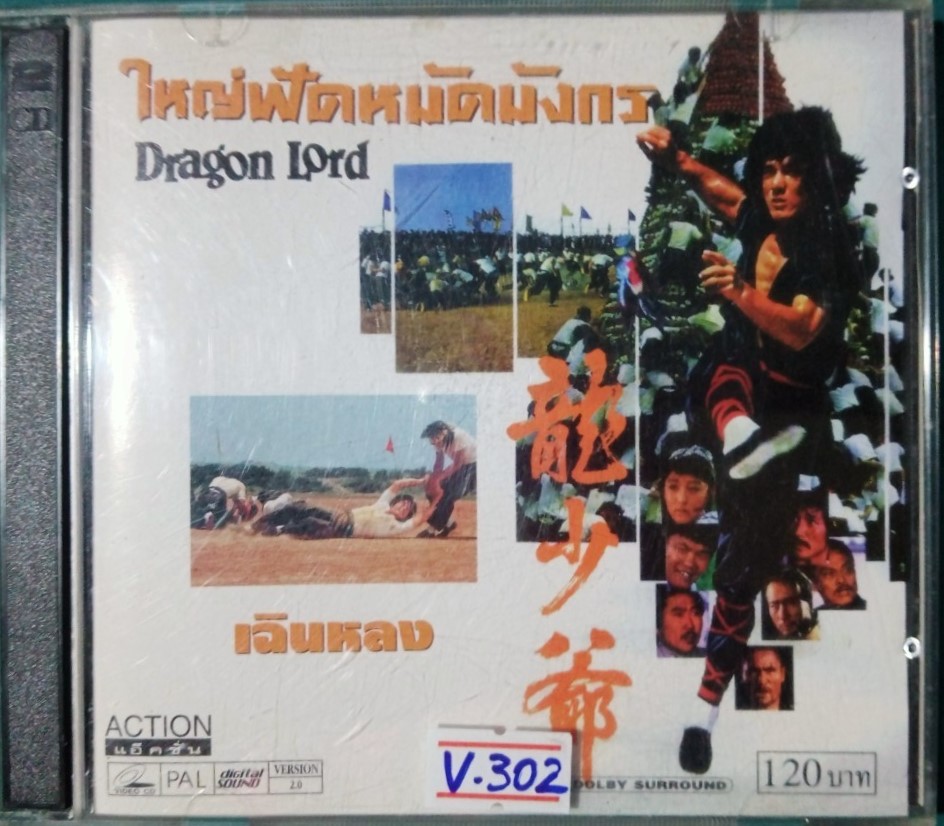 ใหญ่ฟัดหมัดมังกร
Dragon Lord
龍少爺
เฉินหลง
ACTION
แอ็คชั่น
VIDEO CD
PAL
digital SOUND
VERSION 2.0
V.302
DOLBY SURROUND
120 บาท